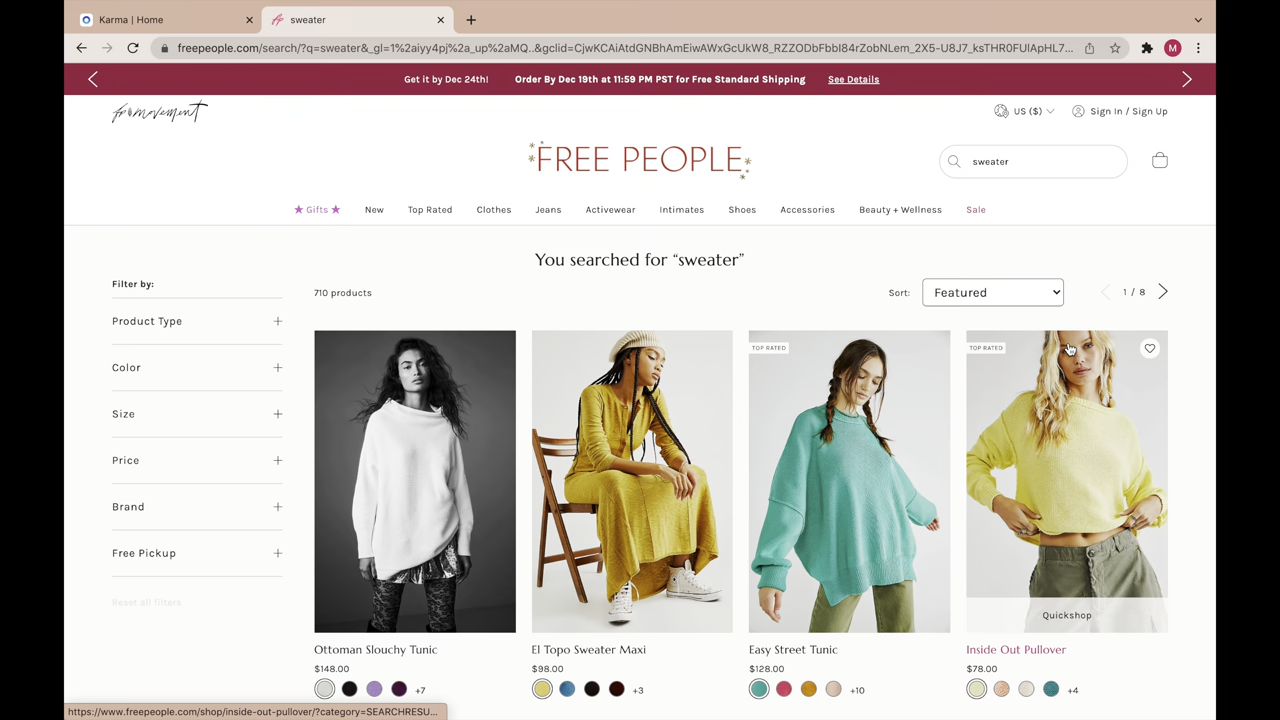 Karma | Home
sweater
freepeople.com/search/?q=sweater&_gl=1%2aiyy4pj%2a_up%2aMQ..&gclid=CjwKCAiAtdGNBhAmEiwAWxGcUkW8_RZZODbFbbI84rZobNLem_2X5-U8J7_ksTHR0FUIApHL7...
M
Get it by Dec 24th! Order By Dec 19th at 11:59 PM PST for Free Standard Shipping See Details
fp movement
US ($)
Sign In / Sign Up
FREE PEOPLE
sweater
★ Gifts ★ New Top Rated Clothes Jeans Activewear Intimates Shoes Accessories Beauty + Wellness Sale
You searched for “sweater”
Filter by:
710 products
Sort: Featured
1 / 8
Product Type +
Color +
Size +
Price +
Brand +
Free Pickup +
Reset all filters
TOP RATED
TOP RATED
Quickshop
Ottoman Slouchy Tunic
$148.00
+7
El Topo Sweater Maxi
$98.00
+3
Easy Street Tunic
$128.00
+10
Inside Out Pullover
$78.00
+4
https://www.freepeople.com/shop/inside-out-pullover/?category=SEARCHRESU...